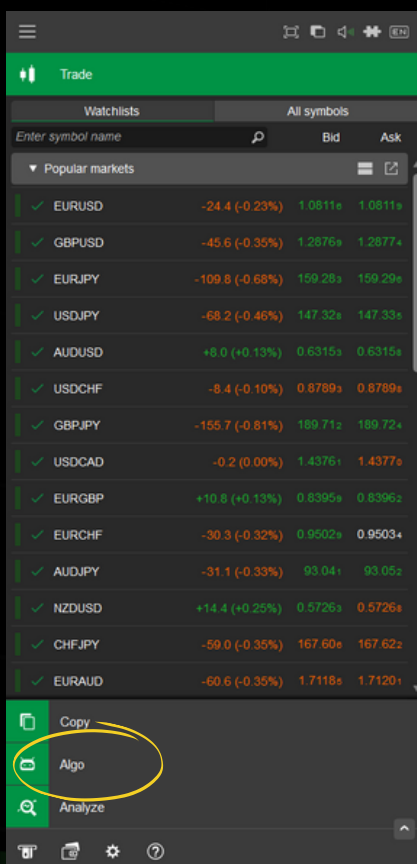 EN
Trade
Watchlists All symbols
Enter symbol name Bid Ask
▼ Popular markets
EURUSD -24.4 (-0.23%) 1.08116 1.08119
GBPUSD -45.6 (-0.35%) 1.28769 1.28774
EURJPY -109.8 (-0.68%) 159.283 159.296
USDJPY -68.2 (-0.46%) 147.328 147.335
AUDUSD +8.0 (+0.13%) 0.63153 0.63158
USDCHF -8.4 (-0.10%) 0.87893 0.87898
GBPJPY -155.7 (-0.81%) 189.712 189.724
USDCAD -0.2 (0.00%) 1.43761 1.43770
EURGBP +10.8 (+0.13%) 0.83959 0.83962
EURCHF -30.3 (-0.32%) 0.95029 0.95034
AUDJPY -31.1 (-0.33%) 93.041 93.052
NZDUSD +14.4 (+0.25%) 0.57263 0.57268
CHFJPY -59.0 (-0.35%) 167.606 167.622
EURAUD -60.6 (-0.35%) 1.71186 1.71201
Copy
Algo
Analyze